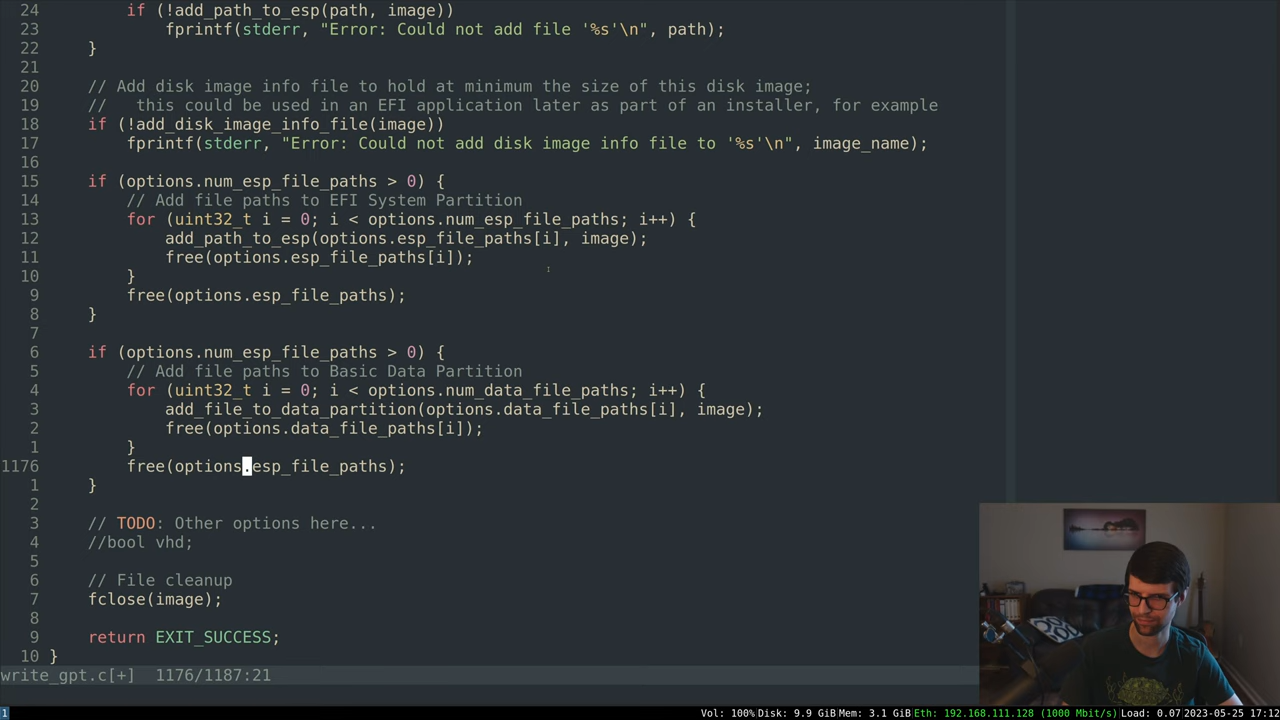 24         if (!add_path_to_esp(path, image))
23             fprintf(stderr, "Error: Could not add file '%s'\n", path);
22     }
21
20     // Add disk image info file to hold at minimum the size of this disk image;
19     //   this could be used in an EFI application later as part of an installer, for example
18     if (!add_disk_image_info_file(image))
17         fprintf(stderr, "Error: Could not add disk image info file to '%s'\n", image_name);
16
15     if (options.num_esp_file_paths > 0) {
14         // Add file paths to EFI System Partition
13         for (uint32_t i = 0; i < options.num_esp_file_paths; i++) {
12             add_path_to_esp(options.esp_file_paths[i], image);
11             free(options.esp_file_paths[i]);
10         }
9         free(options.esp_file_paths);
8     }
7
6     if (options.num_esp_file_paths > 0) {
5         // Add file paths to Basic Data Partition
4         for (uint32_t i = 0; i < options.num_data_file_paths; i++) {
3             add_file_to_data_partition(options.data_file_paths[i], image);
2             free(options.data_file_paths[i]);
1         }
1176         free(options.esp_file_paths);
1     }
2
3     // TODO: Other options here...
4     //bool vhd;
5
6     // File cleanup
7     fclose(image);
8
9     return EXIT_SUCCESS;
10 }
write_gpt.c[+]  1176/1187:21
1 Vol: 100% Disk: 9.9 GiB Mem: 3.1 GiB Eth: 192.168.111.128 (1000 Mbit/s) Load: 0.07 2023-05-25 17:12